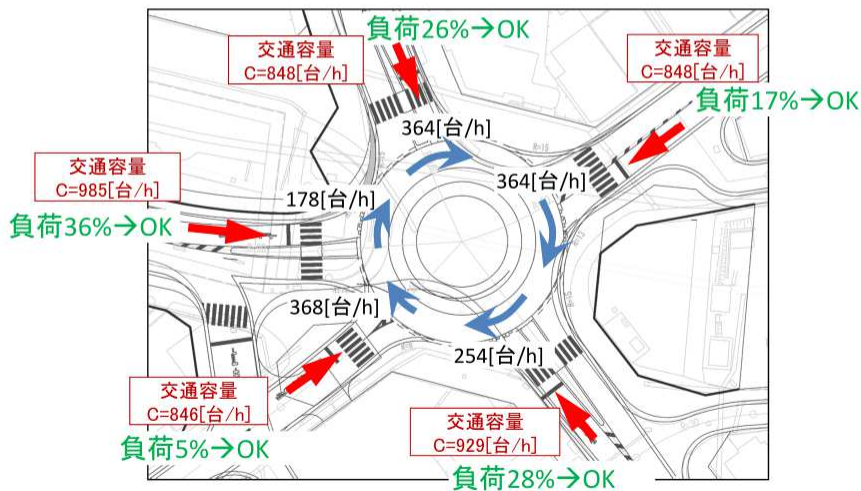 負荷26%→OK
交通容量
C=848[台/h]
交通容量
C=848[台/h]
負荷17%→OK
364[台/h]
交通容量
C=985[台/h]
364[台/h]
178[台/h]
負荷36%→OK
368[台/h]
254[台/h]
交通容量
C=846[台/h]
交通容量
C=929[台/h]
負荷5%→OK
負荷28%→OK